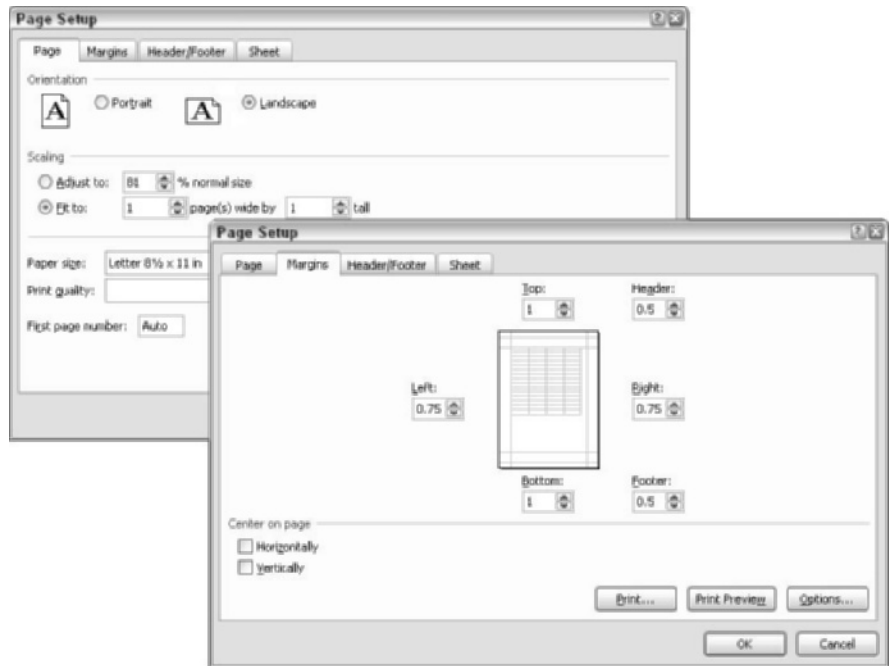 Page Setup
Page Margins Header/Footer Sheet
Orientation
A Portrait A Landscape
Scaling
Adjust to: 81 % normal size
Fit to: 1 page(s) wide by 1 tall
Paper size: Letter 8½ x 11 in
Print quality:
First page number: Auto
Page Setup
Page Margins Header/Footer Sheet
Top: Header:
1 0.5
Left: Right:
0.75 0.75
Bottom: Footer:
1 0.5
Center on page
Horizontally
Vertically
Print... Print Preview Options...
OK Cancel